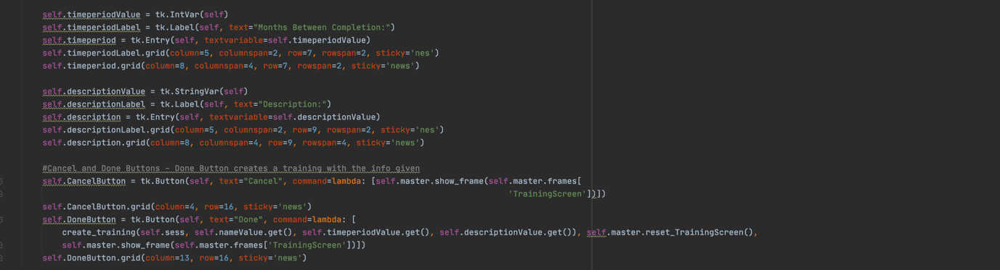 self.timeperiodValue = tk.IntVar(self)
self.timeperiodLabel = tk.Label(self, text="Months Between Completion:")
self.timeperiod = tk.Entry(self, textvariable=self.timeperiodValue)
self.timeperiodLabel.grid(column=5, columnspan=2, row=7, rowspan=2, sticky='nes')
self.timeperiod.grid(column=8, columnspan=4, row=7, rowspan=2, sticky='news')
self.descriptionValue = tk.StringVar(self)
self.descriptionLabel = tk.Label(self, text="Description:")
self.description = tk.Entry(self, textvariable=self.descriptionValue)
self.descriptionLabel.grid(column=5, columnspan=2, row=9, rowspan=2, sticky='nes')
self.description.grid(column=8, columnspan=4, row=9, rowspan=4, sticky='news')
#Cancel and Done Buttons - Done Button creates a training with the info given
self.CancelButton = tk.Button(self, text="Cancel", command=lambda: [self.master.show_frame(self.master.frames[
'TrainingScreen'])])
self.CancelButton.grid(column=4, row=16, sticky='news')
self.DoneButton = tk.Button(self, text="Done", command=lambda: [
create_training(self.sess, self.nameValue.get(), self.timeperiodValue.get(), self.descriptionValue.get()), self.master.reset_TrainingScreen(),
self.master.show_frame(self.master.frames['TrainingScreen'])])
self.DoneButton.grid(column=13, row=16, sticky='news')